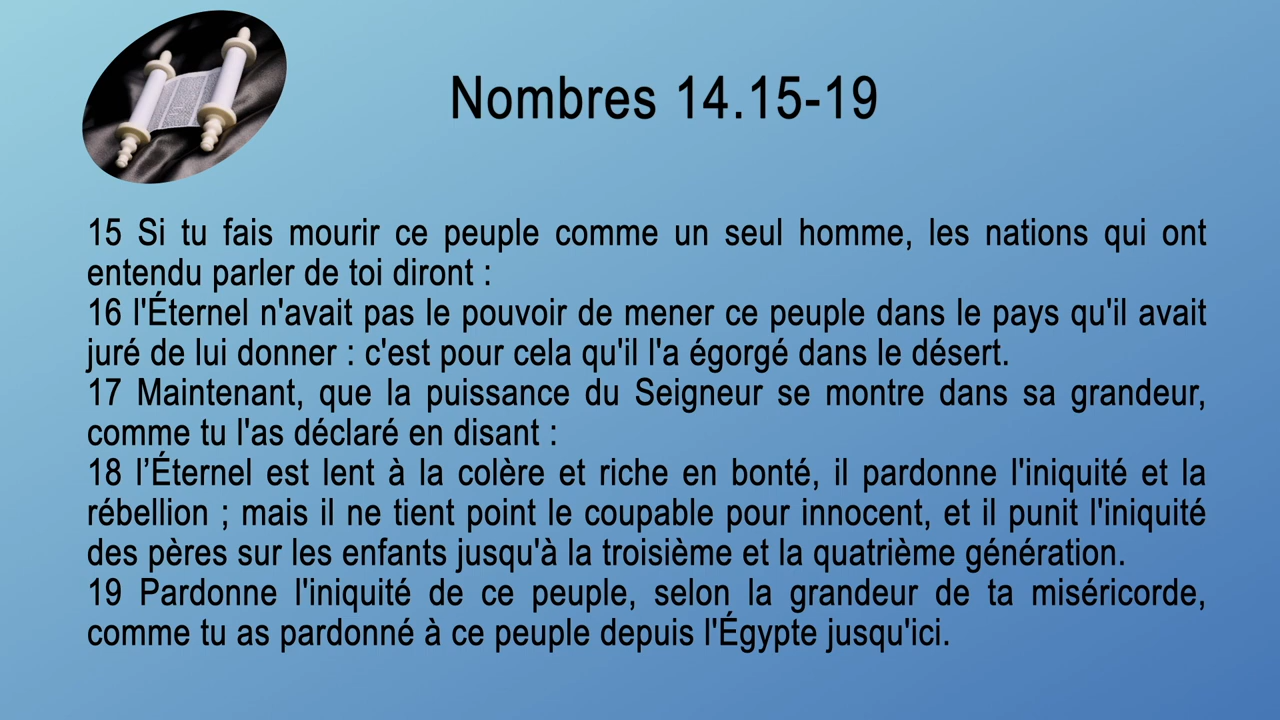 Nombres 14.15-19
15 Si tu fais mourir ce peuple comme un seul homme, les nations qui ont
entendu parler de toi diront :
16 l'Éternel n'avait pas le pouvoir de mener ce peuple dans le pays qu'il avait
juré de lui donner : c'est pour cela qu'il l'a égorgé dans le désert.
17 Maintenant, que la puissance du Seigneur se montre dans sa grandeur,
comme tu l'as déclaré en disant :
18 l’Éternel est lent à la colère et riche en bonté, il pardonne l'iniquité et la
rébellion ; mais il ne tient point le coupable pour innocent, et il punit l'iniquité
des pères sur les enfants jusqu'à la troisième et la quatrième génération.
19 Pardonne l'iniquité de ce peuple, selon la grandeur de ta miséricorde,
comme tu as pardonné à ce peuple depuis l'Égypte jusqu'ici.